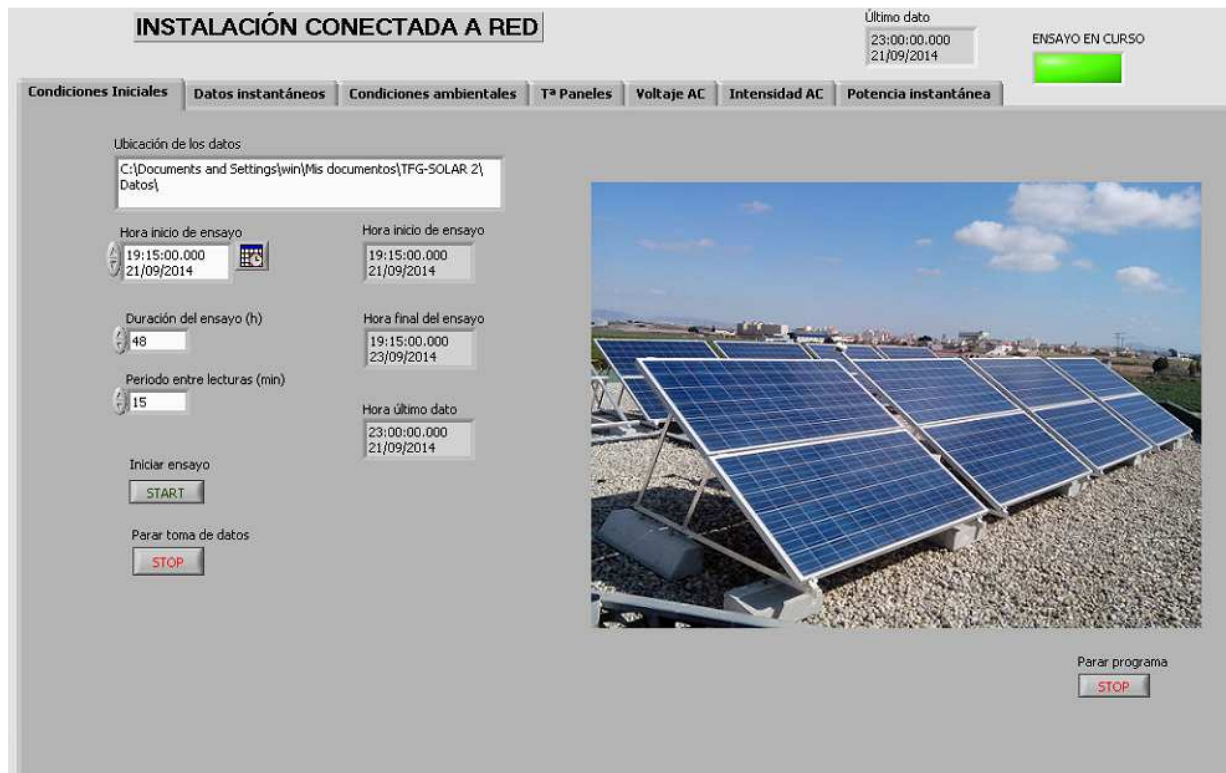 INSTALACIÓN CONECTADA A RED
Último dato
23:00:00.000
21/09/2014
ENSAYO EN CURSO
Condiciones Iniciales
Datos instantáneos
Condiciones ambientales
Tª Paneles
Voltaje AC
Intensidad AC
Potencia instantánea
Ubicación de los datos
C:\Documents and Settings\win\Mis documentos\TFG-SOLAR 2\
Datos\
Hora inicio de ensayo
19:15:00.000
21/09/2014
Hora inicio de ensayo
19:15:00.000
21/09/2014
Duración del ensayo (h)
48
Hora final del ensayo
19:15:00.000
23/09/2014
Periodo entre lecturas (min)
15
Hora último dato
23:00:00.000
21/09/2014
Iniciar ensayo
START
Parar toma de datos
STOP
Parar programa
STOP